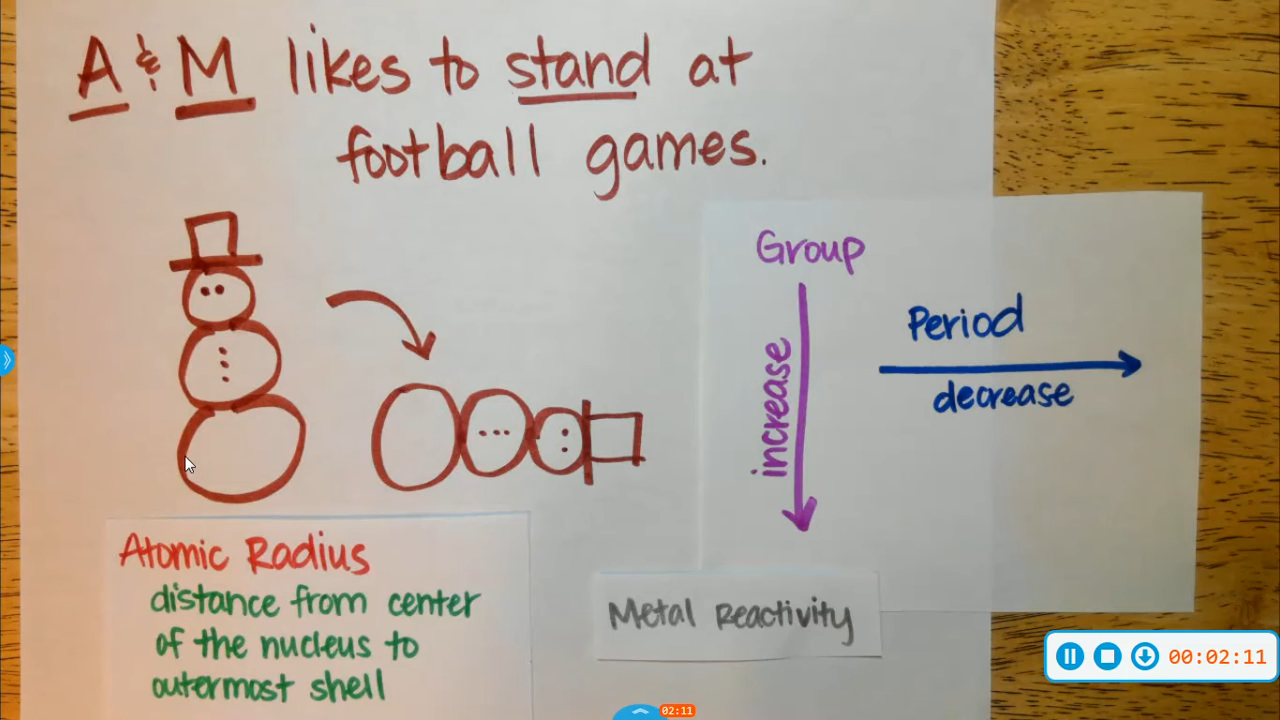 A & M likes to stand at
football games.
Group
increase
Period
decrease
Atomic Radius
distance from center
of the nucleus to
outermost shell
Metal Reactivity
00:02:11
02:11